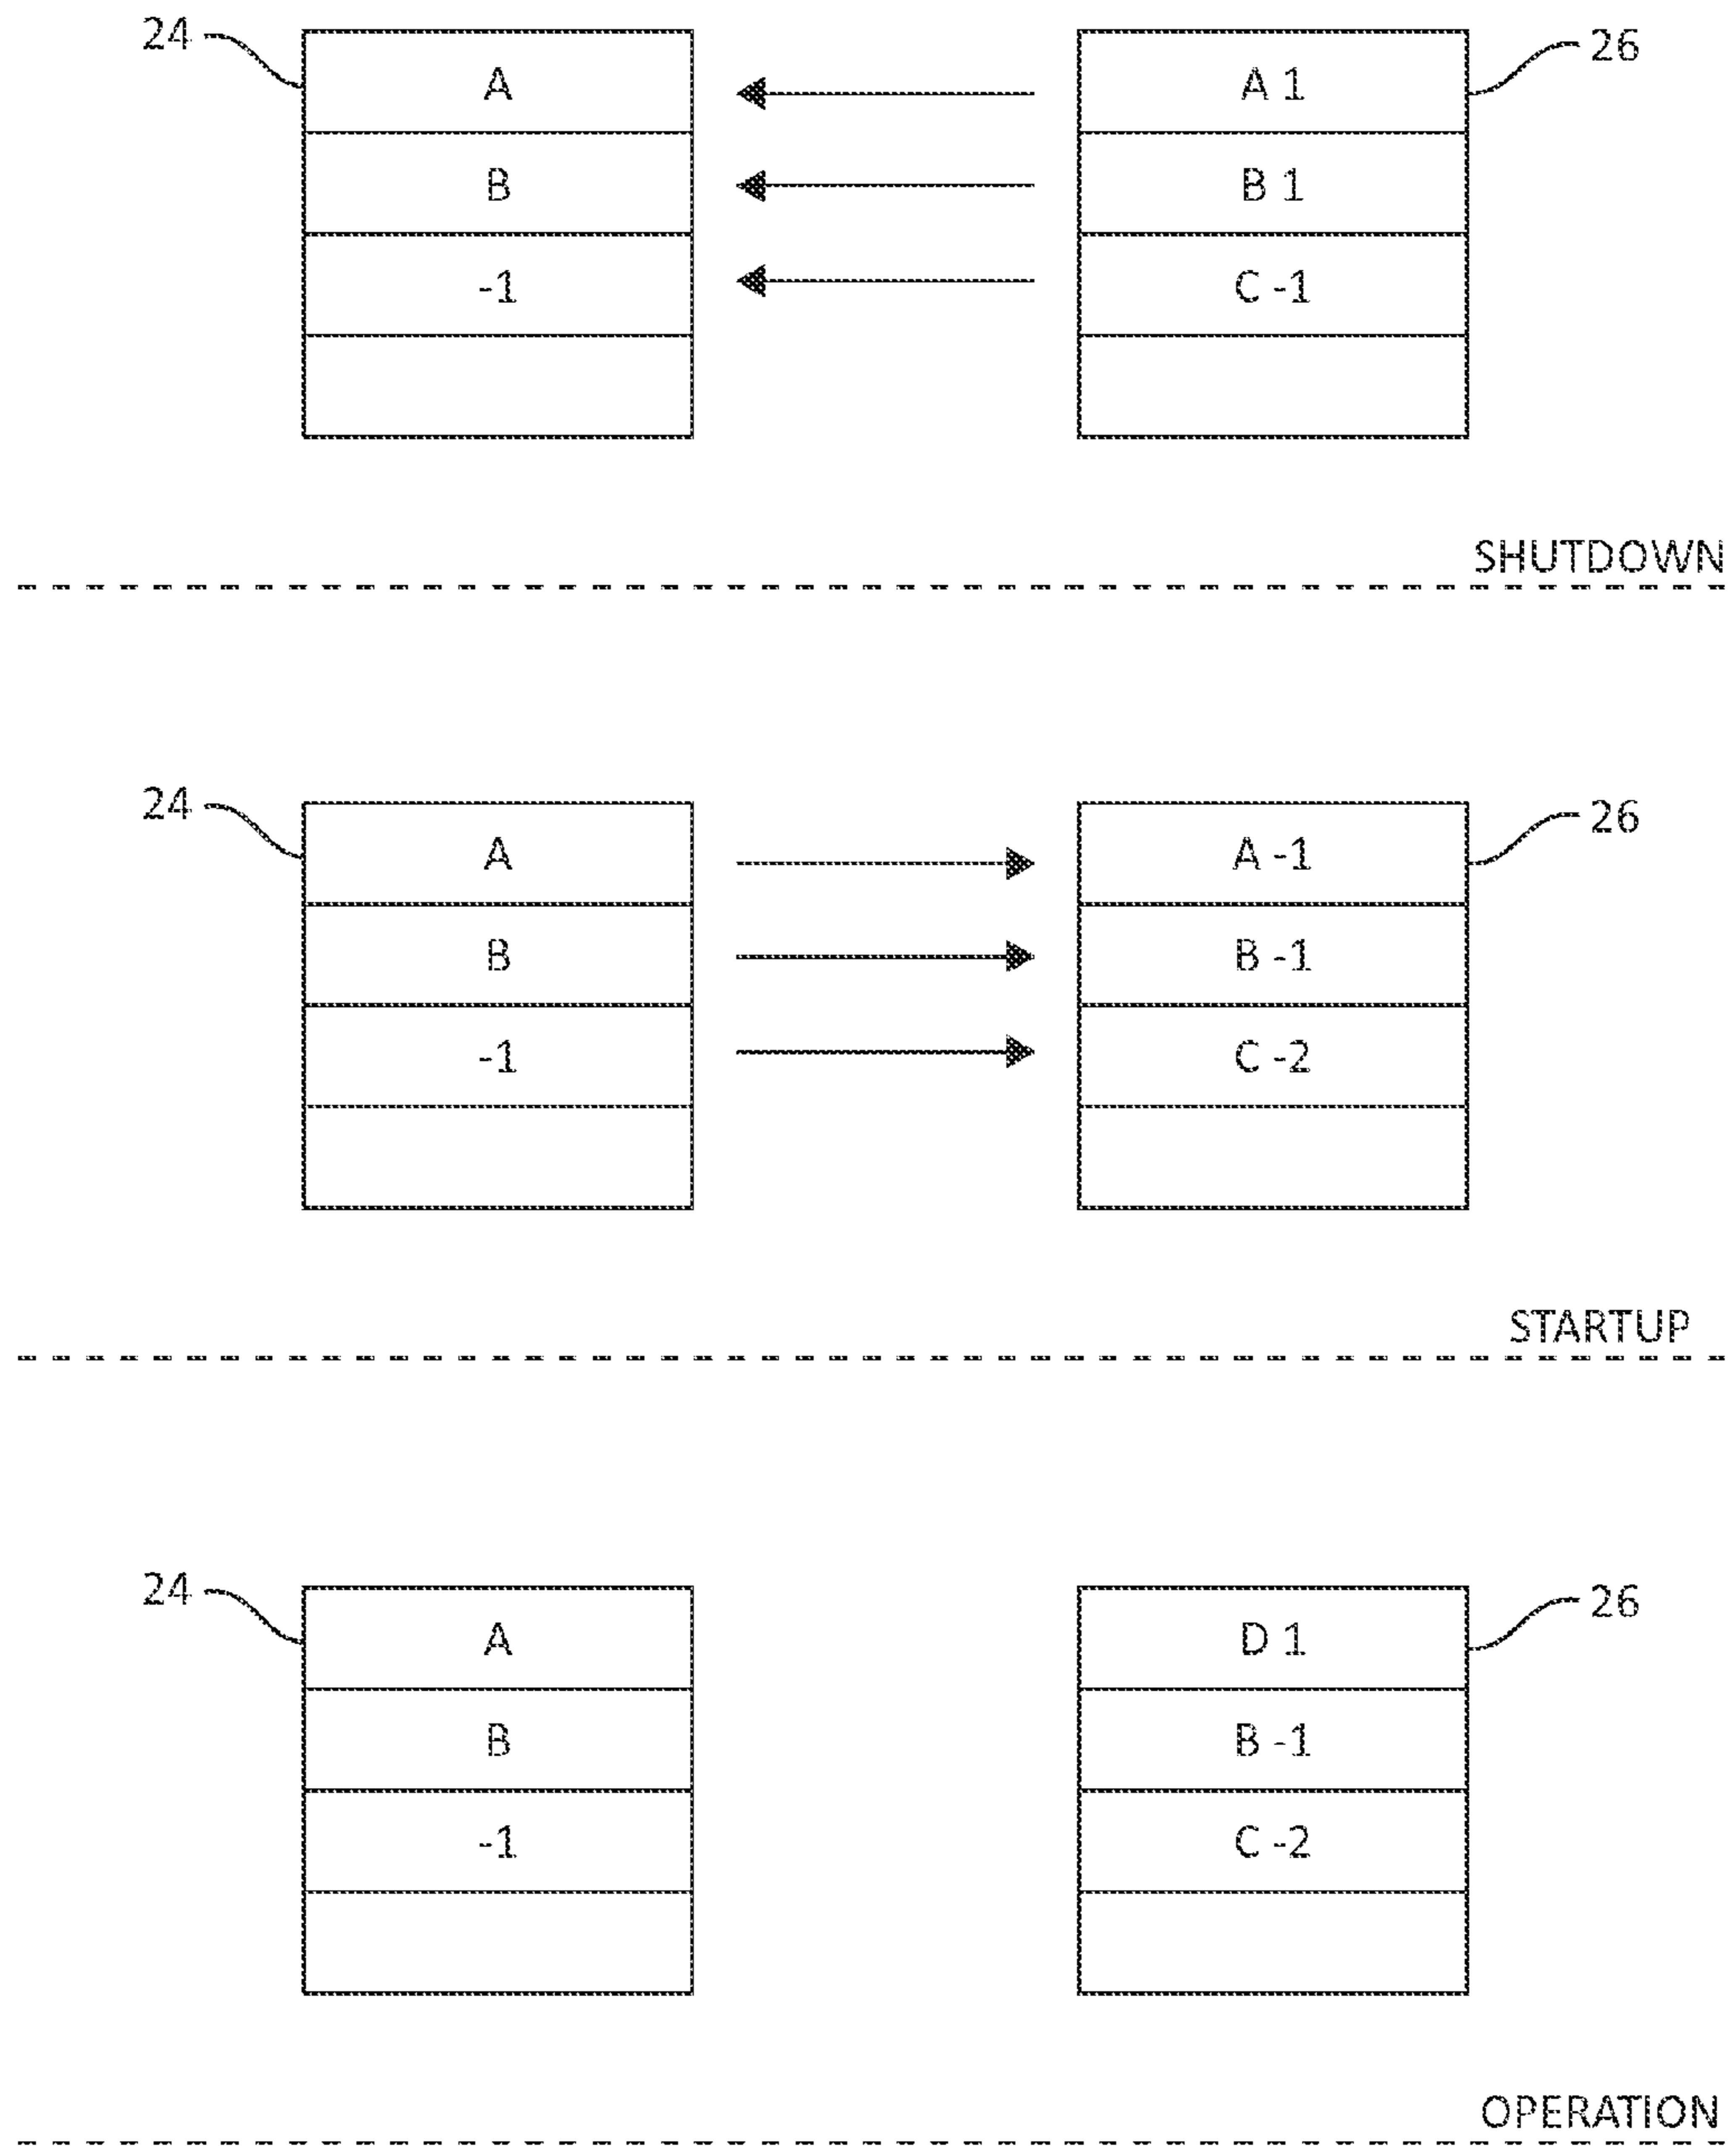 24 A A 1 26
B B 1
-1 C -1
SHUTDOWN
24 A A -1 26
B B -1
-1 C -2
STARTUP
24 A D 1 26
B B -1
-1 C -2
OPERATION